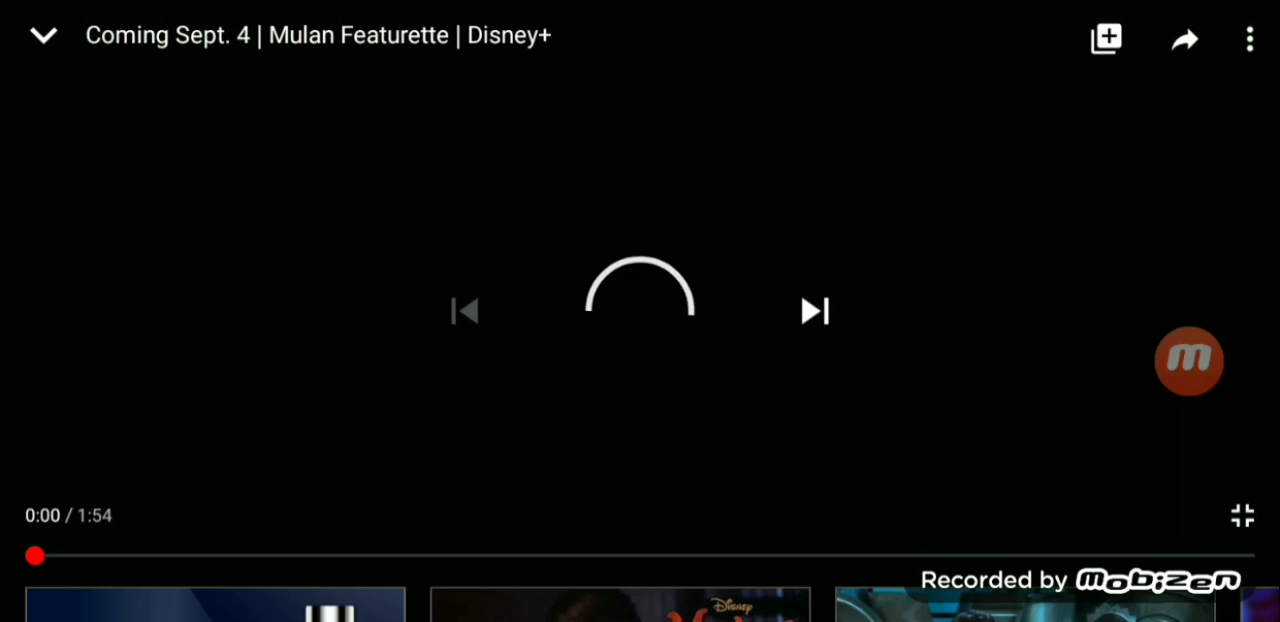 Coming Sept. 4 | Mulan Featurette | Disney+
m
0:00 / 1:54
Recorded by mobizen
Disney